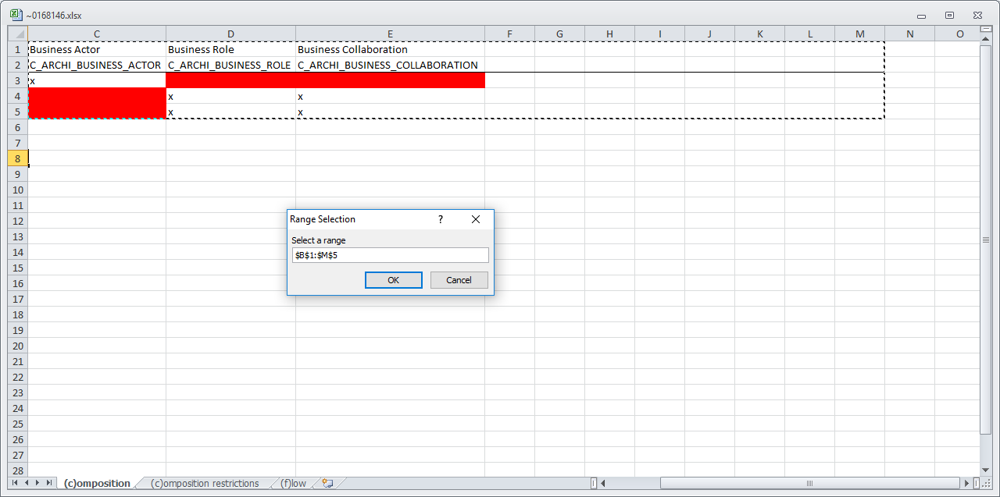 ~0168146.xlsx
C D E F G H I J K L M N O
1 Business Actor Business Role Business Collaboration
2 C_ARCHI_BUSINESS_ACTOR C_ARCHI_BUSINESS_ROLE C_ARCHI_BUSINESS_COLLABORATION
3 x
4 x x
5 x x
6
7
8
9
10
11
12
13
14
15
16
17
18
19
20
21
22
23
24
25
26
27
28
Range Selection ?
Select a range
$B$1:$M$5
OK Cancel
(c)omposition (c)omposition restrictions (f)low